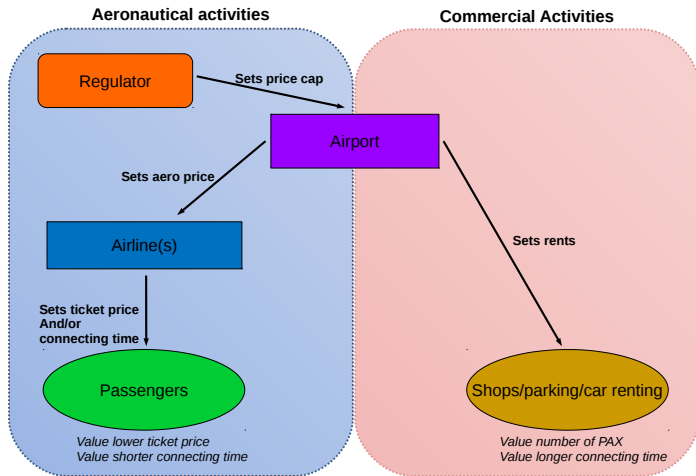 Aeronautical activities
Commercial Activities
Regulator
Sets price cap
Airport
Sets aero price
Airline(s)
Sets rents
Sets ticket price
And/or
connecting time
Passengers
Shops/parking/car renting
Value lower ticket price
Value shorter connecting time
Value number of PAX
Value longer connecting time